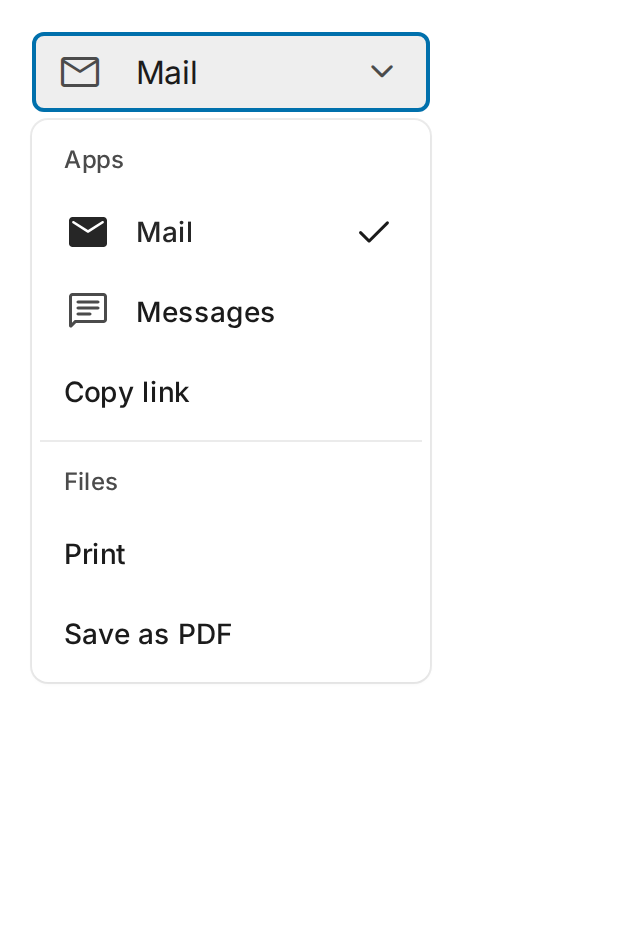 Mail
Apps
Mail
Messages
Copy link
Files
Print
Save as PDF